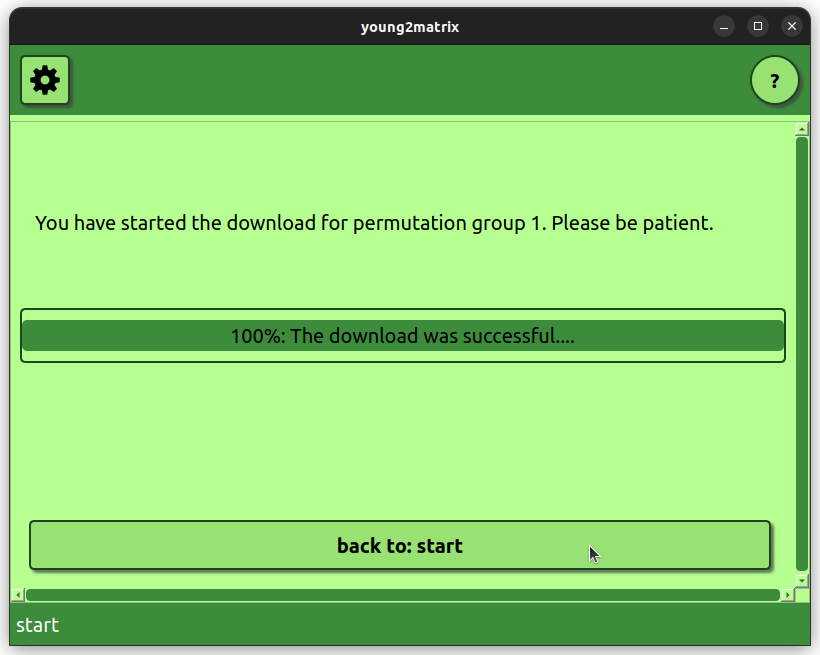 young2matrix
?
You have started the download for permutation group 1. Please be patient.
100%: The download was successful....
back to: start
start